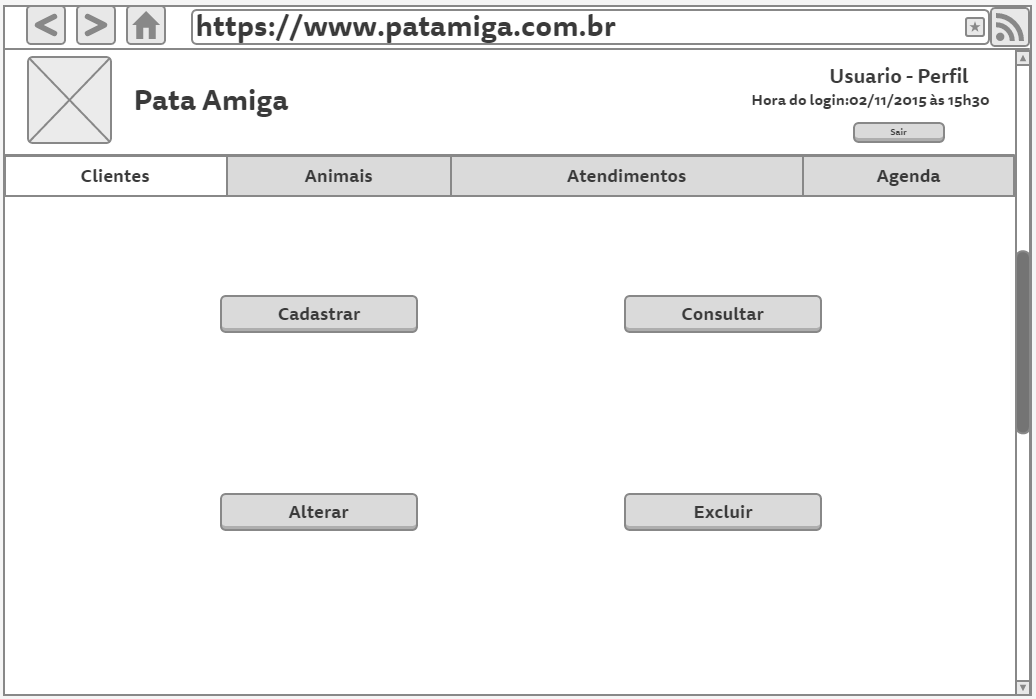 https://www.patamiga.com.br
Pata Amiga
Usuario - Perfil
Hora do login:02/11/2015 às 15h30
Sair
Clientes Animais Atendimentos Agenda
Cadastrar Consultar
Alterar Excluir